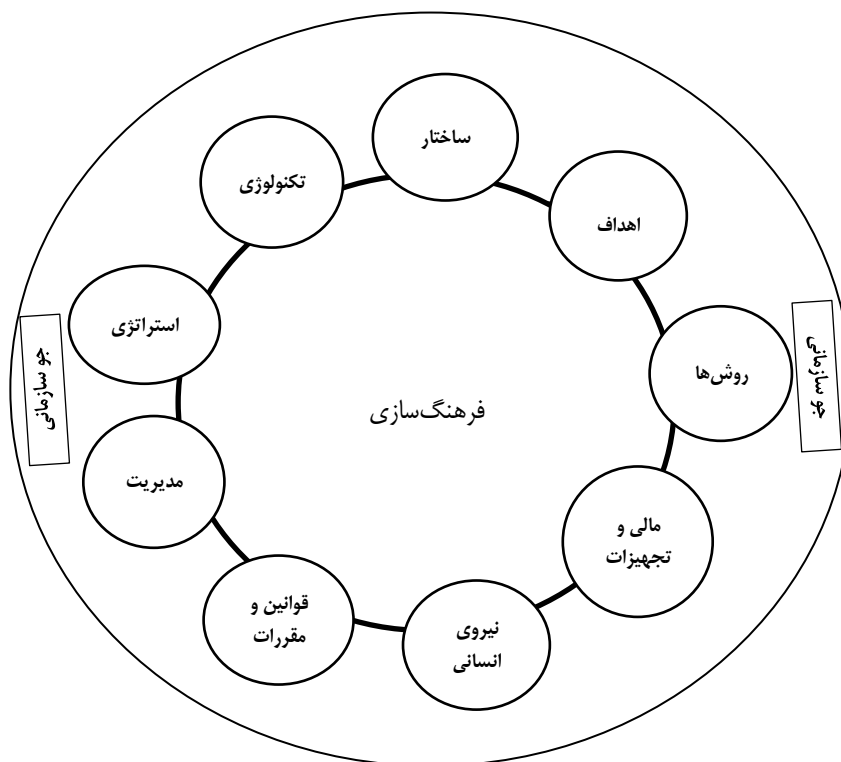 ساختار
اهداف
تکنولوژی
استراتژی
جو سازمانی
روش‌ها
جو سازمانی
فرهنگ‌سازی
مدیریت
مالی و
تجهیزات
قوانین و
مقررات
نیروی
انسانی